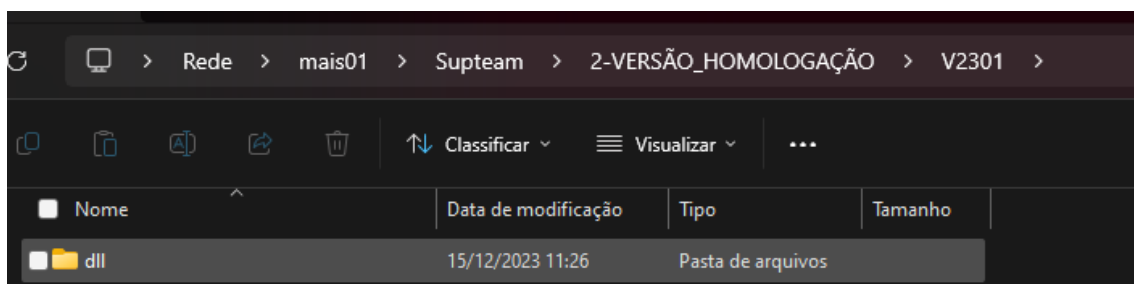 Rede > mais01 > Supteam > 2-VERSÃO_HOMOLOGAÇÃO > V2301 >
Classificar Visualizar ...
Nome Data de modificação Tipo Tamanho
dll 15/12/2023 11:26 Pasta de arquivos